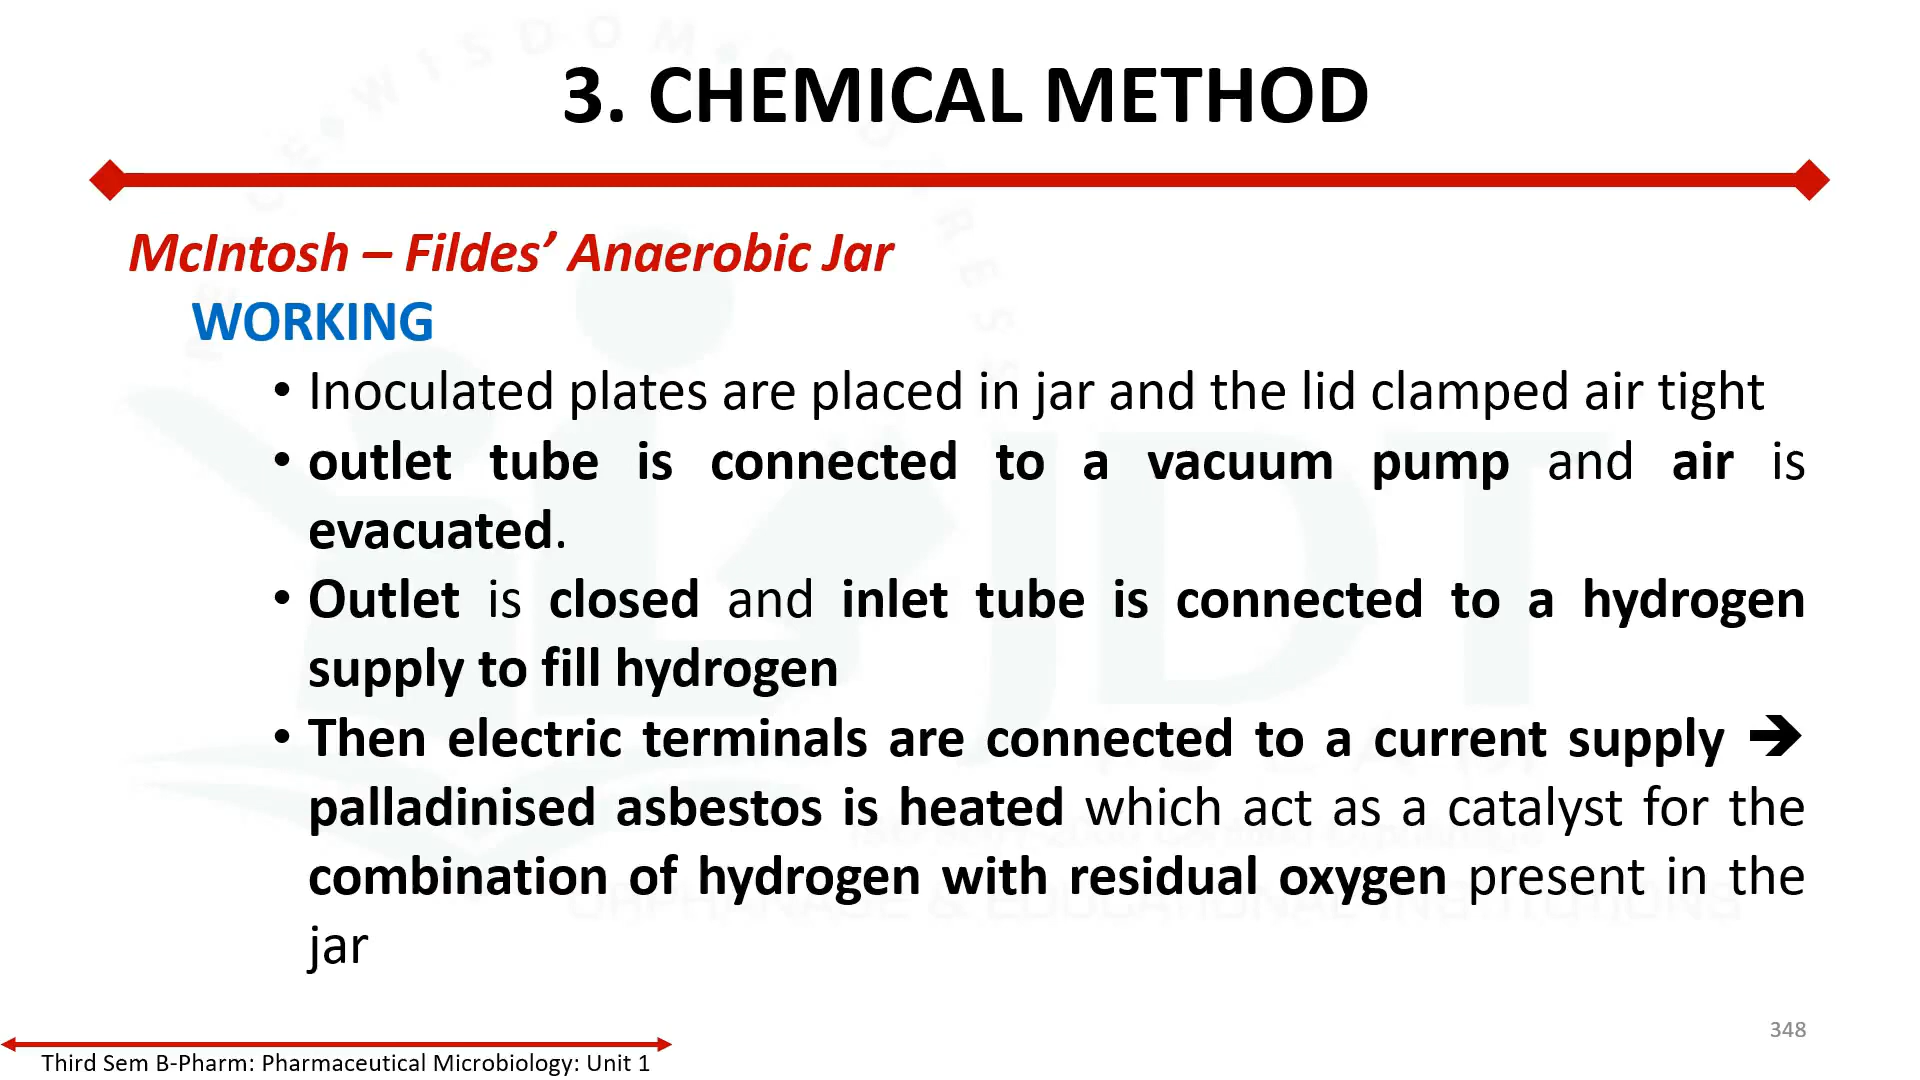 3. CHEMICAL METHOD
McIntosh – Fildes’ Anaerobic Jar
WORKING
• Inoculated plates are placed in jar and the lid clamped air tight
• outlet tube is connected to a vacuum pump and air is
evacuated.
• Outlet is closed and inlet tube is connected to a hydrogen
supply to fill hydrogen
• Then electric terminals are connected to a current supply ➔
palladinised asbestos is heated which act as a catalyst for the
combination of hydrogen with residual oxygen present in the
jar
JDT
ORPHANAGE & EDUCATIONAL INSTITUTIONS
348
Third Sem B-Pharm: Pharmaceutical Microbiology: Unit 1